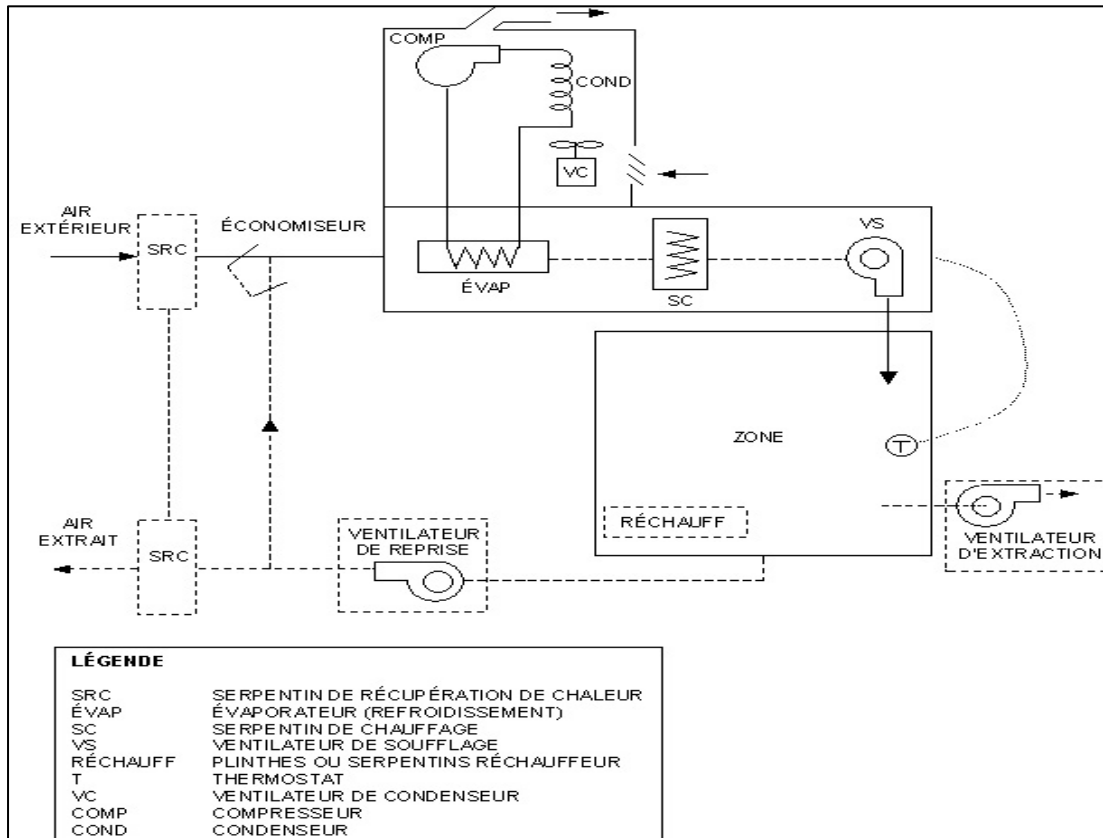 COMP
COND
VC
AIR
EXTÉRIEUR
SRC
ÉCONOMISEUR
VS
ÉVAP
SC
ZONE
T
RÉCHAUFF
AIR
EXTRAIT
SRC
VENTILATEUR
DE REPRISE
VENTILATEUR
D'EXTRACTION
LÉGENDE
SRC SERPENTIN DE RÉCUPÉRATION DE CHALEUR
ÉVAP ÉVAPORATEUR (REFROIDISSEMENT)
SC SERPENTIN DE CHAUFFAGE
VS VENTILATEUR DE SOUFFLAGE
RÉCHAUFF PLINTHES OU SERPENTINS RÉCHAUFFEUR
T THERMOSTAT
VC VENTILATEUR DE CONDENSEUR
COMP COMPRESSEUR
COND CONDENSEUR